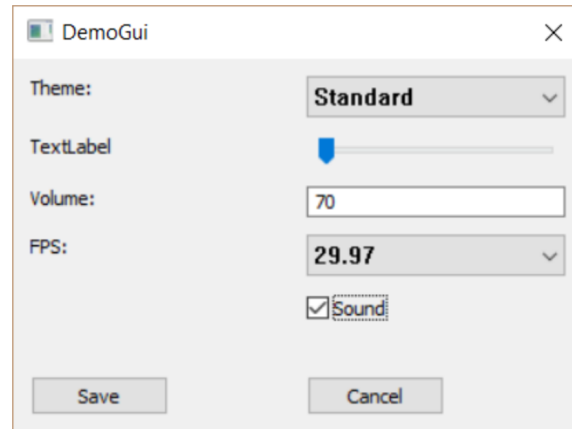 DemoGui
Theme:
Standard
TextLabel
Volume:
70
FPS:
29.97
Sound
Save
Cancel